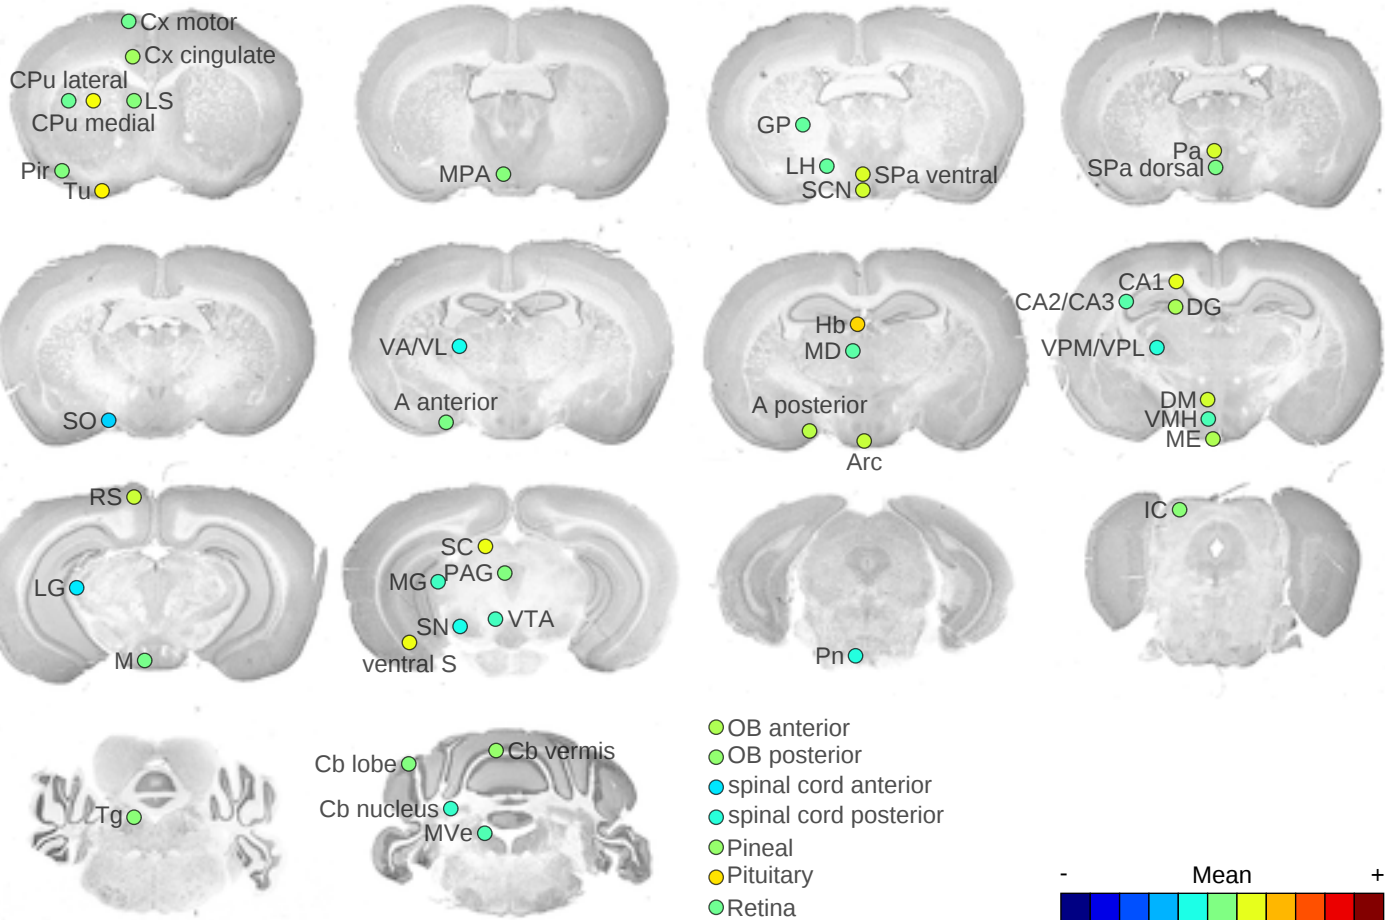 Cx motor
Cx cingulate
CPu lateral
LS
CPu medial
Pir
Tu
MPA
GP
LH
SPa ventral
SCN
Pa
SPa dorsal
SO
VA/VL
A anterior
Hb
MD
A posterior
Arc
CA1
CA2/CA3
DG
VPM/VPL
DM
VMH
ME
RS
LG
M
SC
PAG
MG
SN
VTA
ventral S
Pn
IC
Tg
Cb lobe
Cb vermis
Cb nucleus
MVe
OB anterior
OB posterior
spinal cord anterior
spinal cord posterior
Pineal
Pituitary
Retina
- Mean +